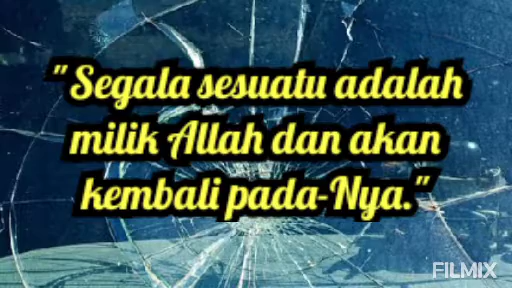 "Segala sesuatu adalah
milik Allah dan akan
kembali pada-Nya."
FILMIX